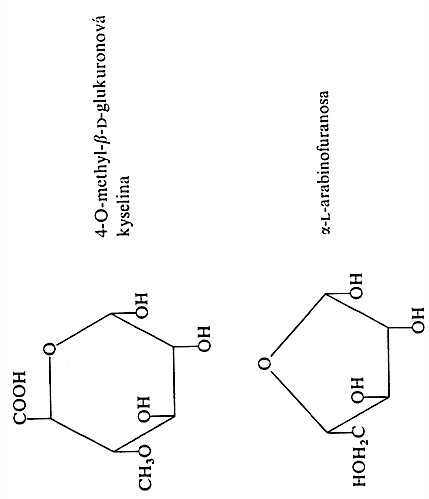 4-O-methyl-β-D-glukuronová
kyselina
COOH
O
OH
OH
OH
CH₃O
α-L-arabinofuranosa
O
OH
OH
OH
HOH₂C